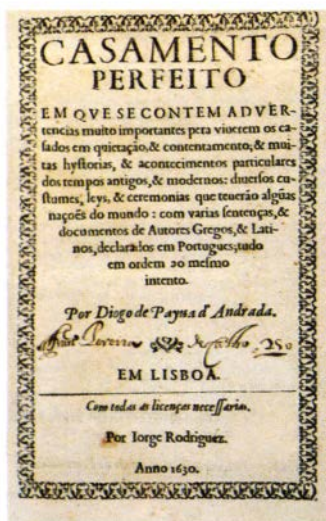 CASAMENTO
PERFEITO
EM QVE SE CONTEM ADVER-
tencias muito importantes pera viuerem os ca-
sados em quietação, & contentamento; & mui-
tas hystorias, & acontecimentos particulares
dos tempos antigos, & modernos: diuersos cu-
stumes, leys, & ceremonias que teuerão algũas
naçoẽs do mundo : com varias sentenças, &
documentos de Autores Gregos, & Lati-
nos, declarados em Portugues; tudo
em ordem ao mesmo
intento.
Por Diogo de Payua d' Andrada.
Pereira
EM LISBOA.
Com todas as licenças necessarias.
Por Iorge Rodriguez.
Anno 1630.